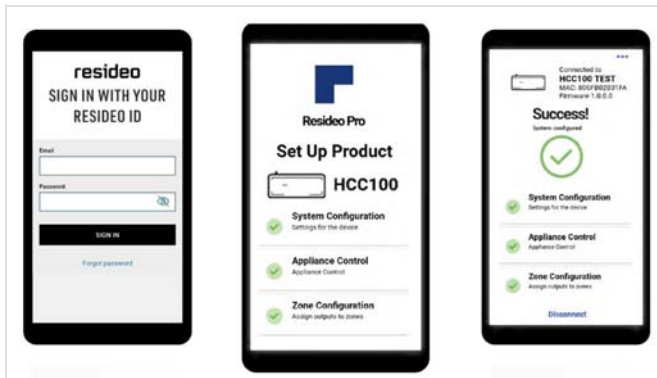 resideo
SIGN IN WITH YOUR
RESIDEO ID
Email
Password
SIGN IN
Forgot password
Resideo Pro
Set Up Product
HCC100
System Configuration
Settings for the device
Appliance Control
Appliance Control
Zone Configuration
Assign outputs to zones
Connected to
HCC100 TEST
MAC: 800FB02031FA
Firmware 1.8.0.0
Success!
System configured
System Configuration
Settings for the device
Appliance Control
Appliance Control
Zone Configuration
Assign outputs to zones
Disconnect